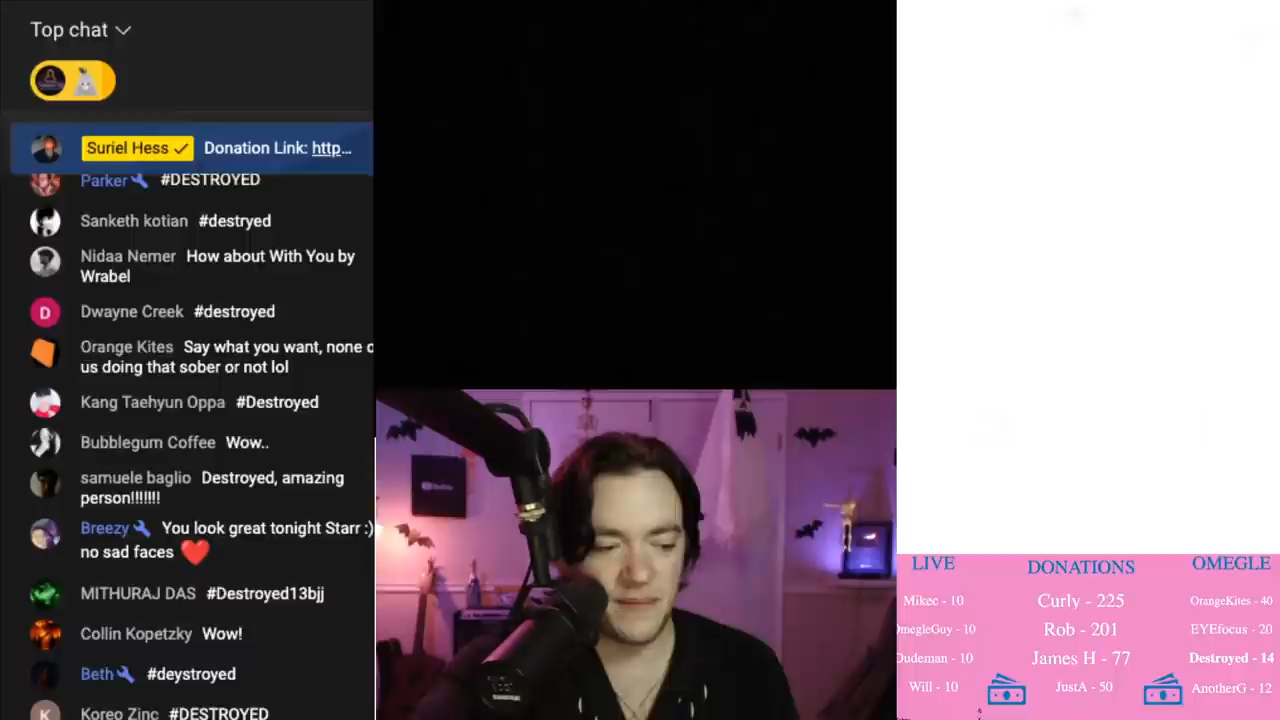 Top chat
Suriel Hess Donation Link: http...
Parker #DESTROYED
Sanketh kotian #destryed
Nidaa Nemer How about With You by
Wrabel
D
Dwayne Creek #destroyed
Orange Kites Say what you want, none o
us doing that sober or not lol
Kang Taehyun Oppa #Destroyed
Bubblegum Coffee Wow..
samuele baglio Destroyed, amazing
person!!!!!!!
Breezy You look great tonight Starr :)
no sad faces
MITHURAJ DAS #Destroyed13bjj
Collin Kopetzky Wow!
Beth #deystroyed
K
Koreo Zinc #DESTROYED
LIVE
Mikec - 10
OmegleGuy - 10
Dudeman - 10
Will - 10
DONATIONS
Curly - 225
Rob - 201
James H - 77
JustA - 50
OMEGLE
OrangeKites - 40
EYEfocus - 20
Destroyed - 14
AnotherG - 12